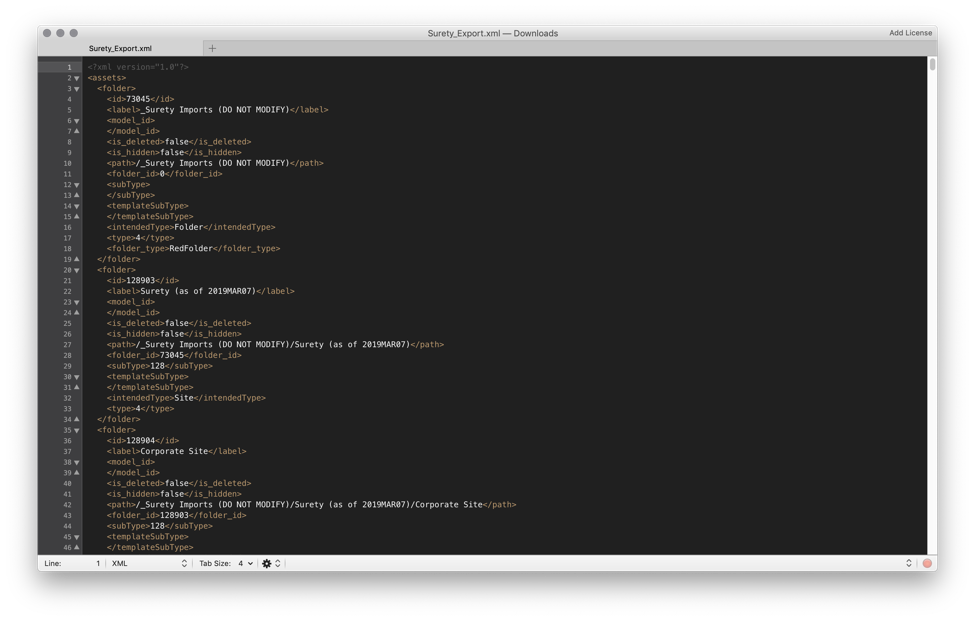 Surety_Export.xml — Downloads
Add License
Surety_Export.xml
1 <?xml version="1.0"?>
2 <assets>
3 <folder>
4 <id>73045</id>
5 <label>_Surety Imports (DO NOT MODIFY)</label>
6 <model_id>
7 </model_id>
8 <is_deleted>false</is_deleted>
9 <is_hidden>false</is_hidden>
10 <path>/_Surety Imports (DO NOT MODIFY)</path>
11 <folder_id>0</folder_id>
12 <subType>
13 </subType>
14 <templateSubType>
15 </templateSubType>
16 <intendedType>Folder</intendedType>
17 <type>4</type>
18 <folder_type>RedFolder</folder_type>
19 </folder>
20 <folder>
21 <id>128903</id>
22 <label>Surety (as of 2019MAR07)</label>
23 <model_id>
24 </model_id>
25 <is_deleted>false</is_deleted>
26 <is_hidden>false</is_hidden>
27 <path>/_Surety Imports (DO NOT MODIFY)/Surety (as of 2019MAR07)</path>
28 <folder_id>73045</folder_id>
29 <subType>128</subType>
30 <templateSubType>
31 </templateSubType>
32 <intendedType>Site</intendedType>
33 <type>4</type>
34 </folder>
35 <folder>
36 <id>128904</id>
37 <label>Corporate Site</label>
38 <model_id>
39 </model_id>
40 <is_deleted>false</is_deleted>
41 <is_hidden>false</is_hidden>
42 <path>/_Surety Imports (DO NOT MODIFY)/Surety (as of 2019MAR07)/Corporate Site</path>
43 <folder_id>128903</folder_id>
44 <subType>128</subType>
45 <templateSubType>
46 </templateSubType>
Line: 1 XML Tab Size: 4